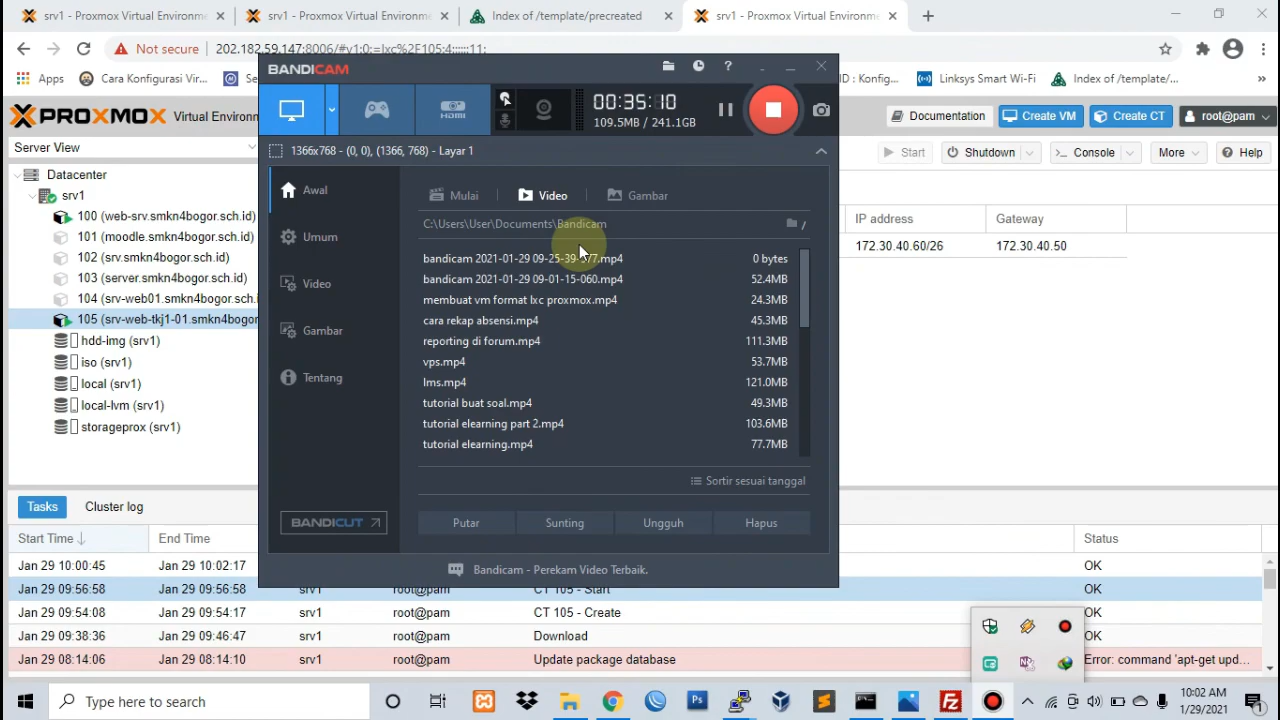 srv1 - Proxmox Virtual Environme
srv1 - Proxmox Virtual Environme
Index of /template/precreated
srv1 - Proxmox Virtual Environme
Not secure
202.182.59.147:8006/#v1:0:=lxc%2F105:4::::::11:
Apps
Cara Konfigurasi Vir...
ID : Konfig...
Linksys Smart Wi-Fi
Index of /template/...
»
PROXMOX Virtual Environm
Documentation
Create VM
Create CT
root@pam
Server View
Start
Shutdown
Console
More
Help
Datacenter
srv1
100 (web-srv.smkn4bogor.sch.id)
101 (moodle.smkn4bogor.sch.id)
102 (srv.smkn4bogor.sch.id)
103 (server.smkn4bogor.sch.id)
104 (srv-web01.smkn4bogor.sch.id)
105 (srv-web-tkj1-01.smkn4bogor
hdd-img (srv1)
iso (srv1)
local (srv1)
local-lvm (srv1)
storageprox (srv1)
IP address
Gateway
172.30.40.60/26
172.30.40.50
BANDICAM
?
HDMI
00:35:10
109.5MB / 241.1GB
1366x768 - (0, 0), (1366, 768) - Layar 1
Awal
Umum
Video
Gambar
Tentang
BANDICUT
Mulai
Video
Gambar
C:\Users\User\Documents\Bandicam
/
bandicam 2021-01-29 09-25-39-577.mp4 0 bytes
bandicam 2021-01-29 09-01-15-060.mp4 52.4MB
membuat vm format lxc proxmox.mp4 24.3MB
cara rekap absensi.mp4 45.3MB
reporting di forum.mp4 111.3MB
vps.mp4 53.7MB
lms.mp4 121.0MB
tutorial buat soal.mp4 49.3MB
tutorial elearning part 2.mp4 103.6MB
tutorial elearning.mp4 77.7MB
Sortir sesuai tanggal
Putar
Sunting
Ungguh
Hapus
Bandicam - Perekam Video Terbaik.
Tasks
Cluster log
Start Time
End Time
Status
Jan 29 10:00:45 Jan 29 10:02:17 OK
Jan 29 09:56:58 Jan 29 09:56:58 srv1 root@pam CT 105 - Start OK
Jan 29 09:54:08 Jan 29 09:54:17 srv1 root@pam CT 105 - Create OK
Jan 29 09:38:36 Jan 29 09:46:47 srv1 root@pam Download OK
Jan 29 08:14:06 Jan 29 08:14:10 srv1 root@pam Update package database Error: command 'apt-get upd...
Type here to search
Ps
Fz
10:02 AM
1/29/2021
1